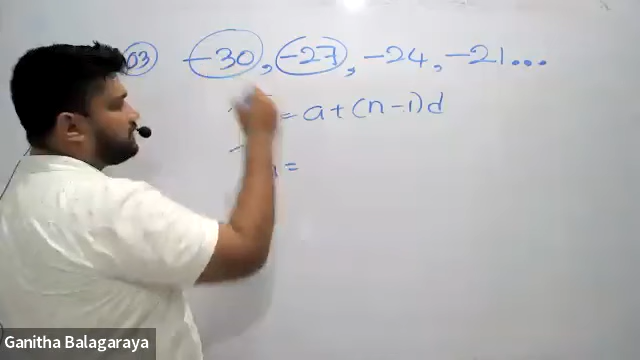 03 -30, -27, -24, -21...
= a + (n-1)d
=
Ganitha Balagaraya